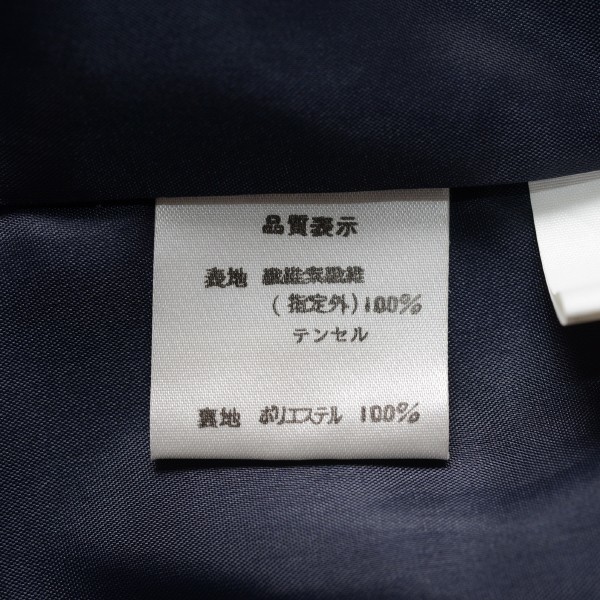 品質表示
表地 繊維素繊維
(指定外)100%
テンセル
裏地 ポリエステル 100%